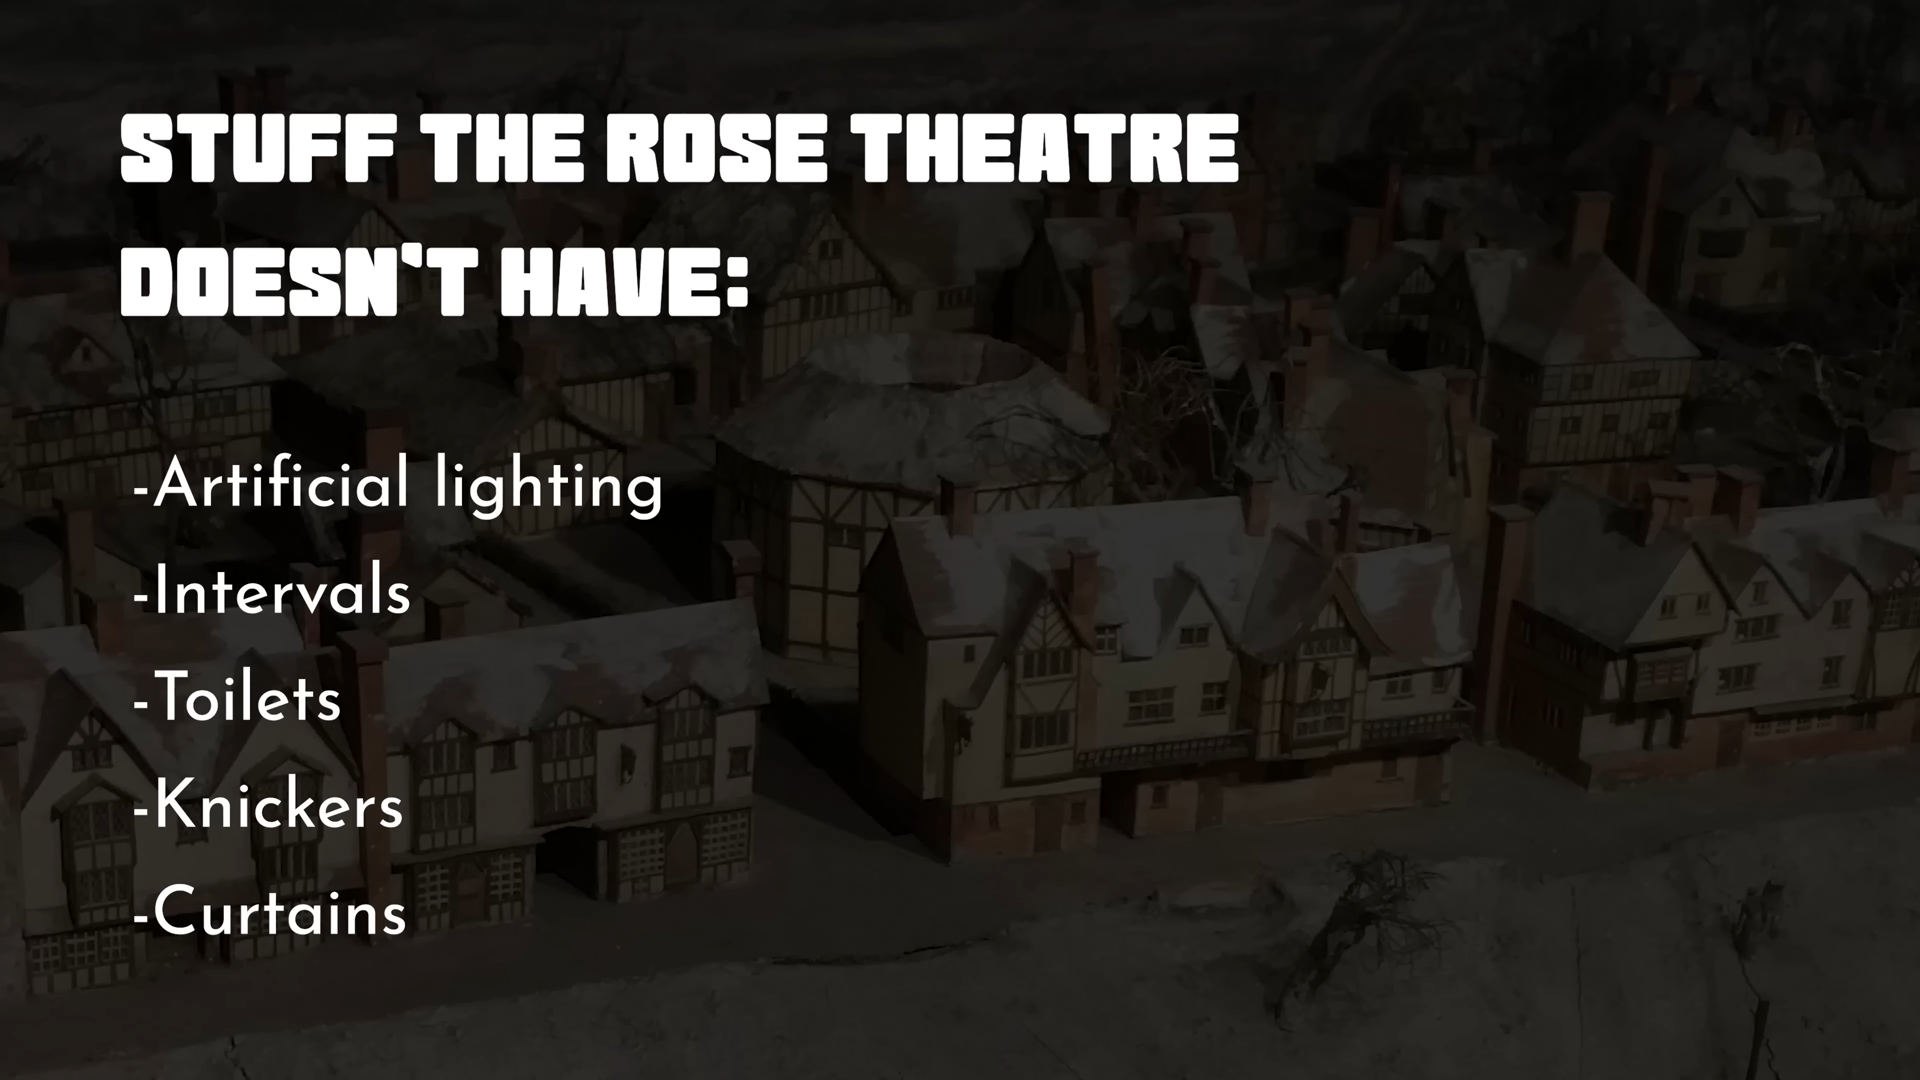 STUFF THE ROSE THEATRE
DOESN'T HAVE:
-Artificial lighting
-Intervals
-Toilets
-Knickers
-Curtains